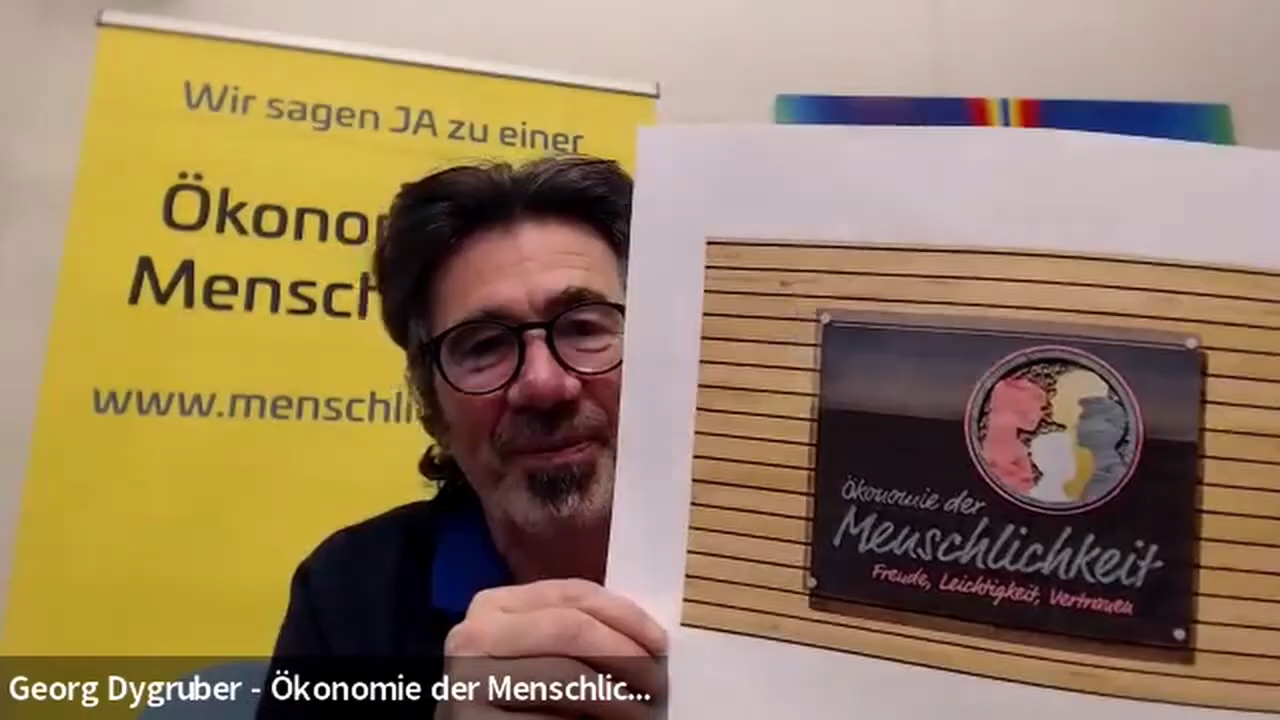 Wir sagen JA zu einer
Ökonom
Mensch
www.menschli
Ökonomie der
Menschlichkeit
Freude, Leichtigkeit, Vertrauen
Georg Dygruber - Ökonomie der Menschlic...